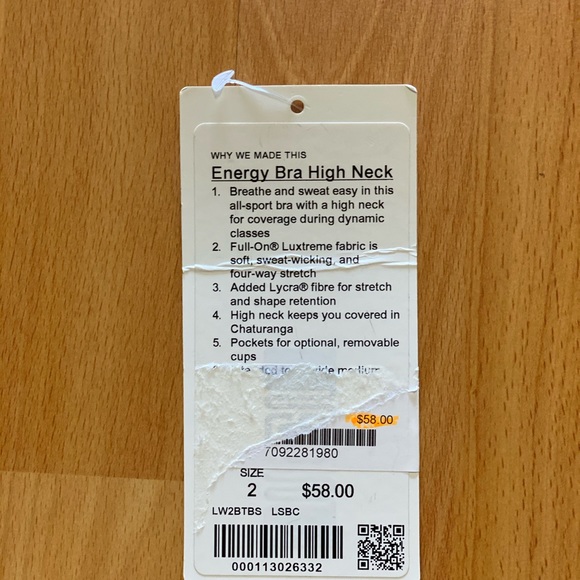 WHY WE MADE THIS
Energy Bra High Neck
1. Breathe and sweat easy in this
all-sport bra with a high neck
for coverage during dynamic
classes
2. Full-On® Luxtreme fabric is
soft, sweat-wicking, and
four-way stretch
3. Added Lycra® fibre for stretch
and shape retention
4. High neck keeps you covered in
Chaturanga
5. Pockets for optional, removable
cups
medium
$58.00
7092281980
SIZE
2 $58.00
LW2BTBS LSBC
000113026332